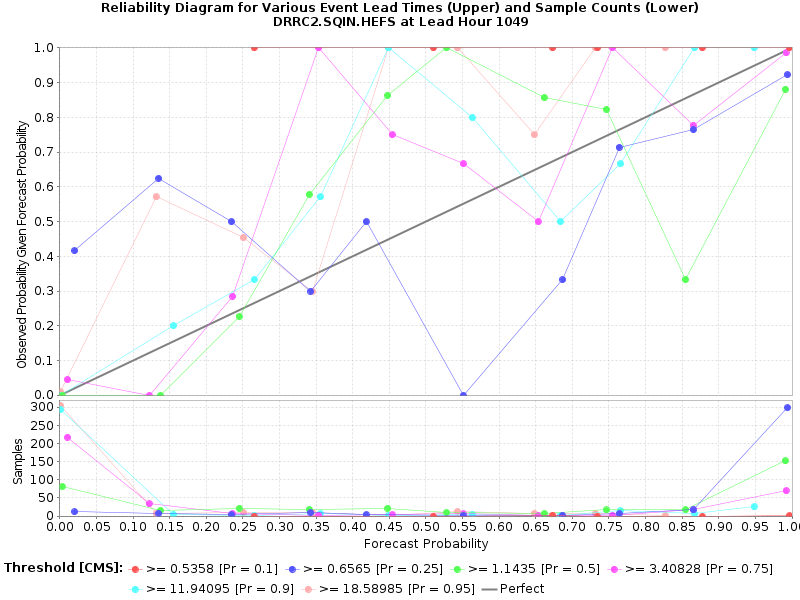 Reliability Diagram for Various Event Lead Times (Upper) and Sample Counts (Lower)
DRRC2.SQIN.HEFS at Lead Hour 1049
Observed Probability Given Forecast Probability
1.0
0.9
0.8
0.7
0.6
0.5
0.4
0.3
0.2
0.1
0.0
Samples
300
250
200
150
100
50
0
0.00 0.05 0.10 0.15 0.20 0.25 0.30 0.35 0.40 0.45 0.50 0.55 0.60 0.65 0.70 0.75 0.80 0.85 0.90 0.95 1.0
Forecast Probability
Threshold [CMS]: >= 0.5358 [Pr = 0.1] >= 0.6565 [Pr = 0.25] >= 1.1435 [Pr = 0.5] >= 3.40828 [Pr = 0.75]
>= 11.94095 [Pr = 0.9] >= 18.58985 [Pr = 0.95] Perfect